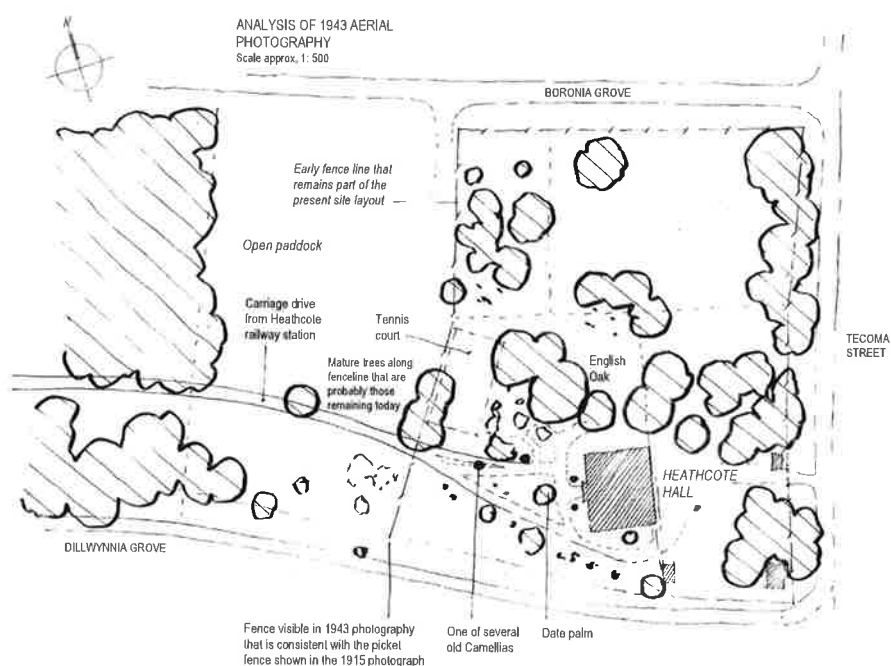 N
ANALYSIS OF 1943 AERIAL
PHOTOGRAPHY
Scale approx, 1: 500
BORONIA GROVE
Early fence line that
remains part of the
present site layout
Open paddock
Carriage drive
from Heathcote
railway station
Tennis
court
Mature trees along
fenceline that are
probably those
remaining today
English
Oak
TECOMA
STREET
HEATHCOTE
HALL
DILLWYNNIA GROVE
Fence visible in 1943 photography
that is consistent with the picket
fence shown in the 1915 photograph
One of several
old Camellias
Date palm